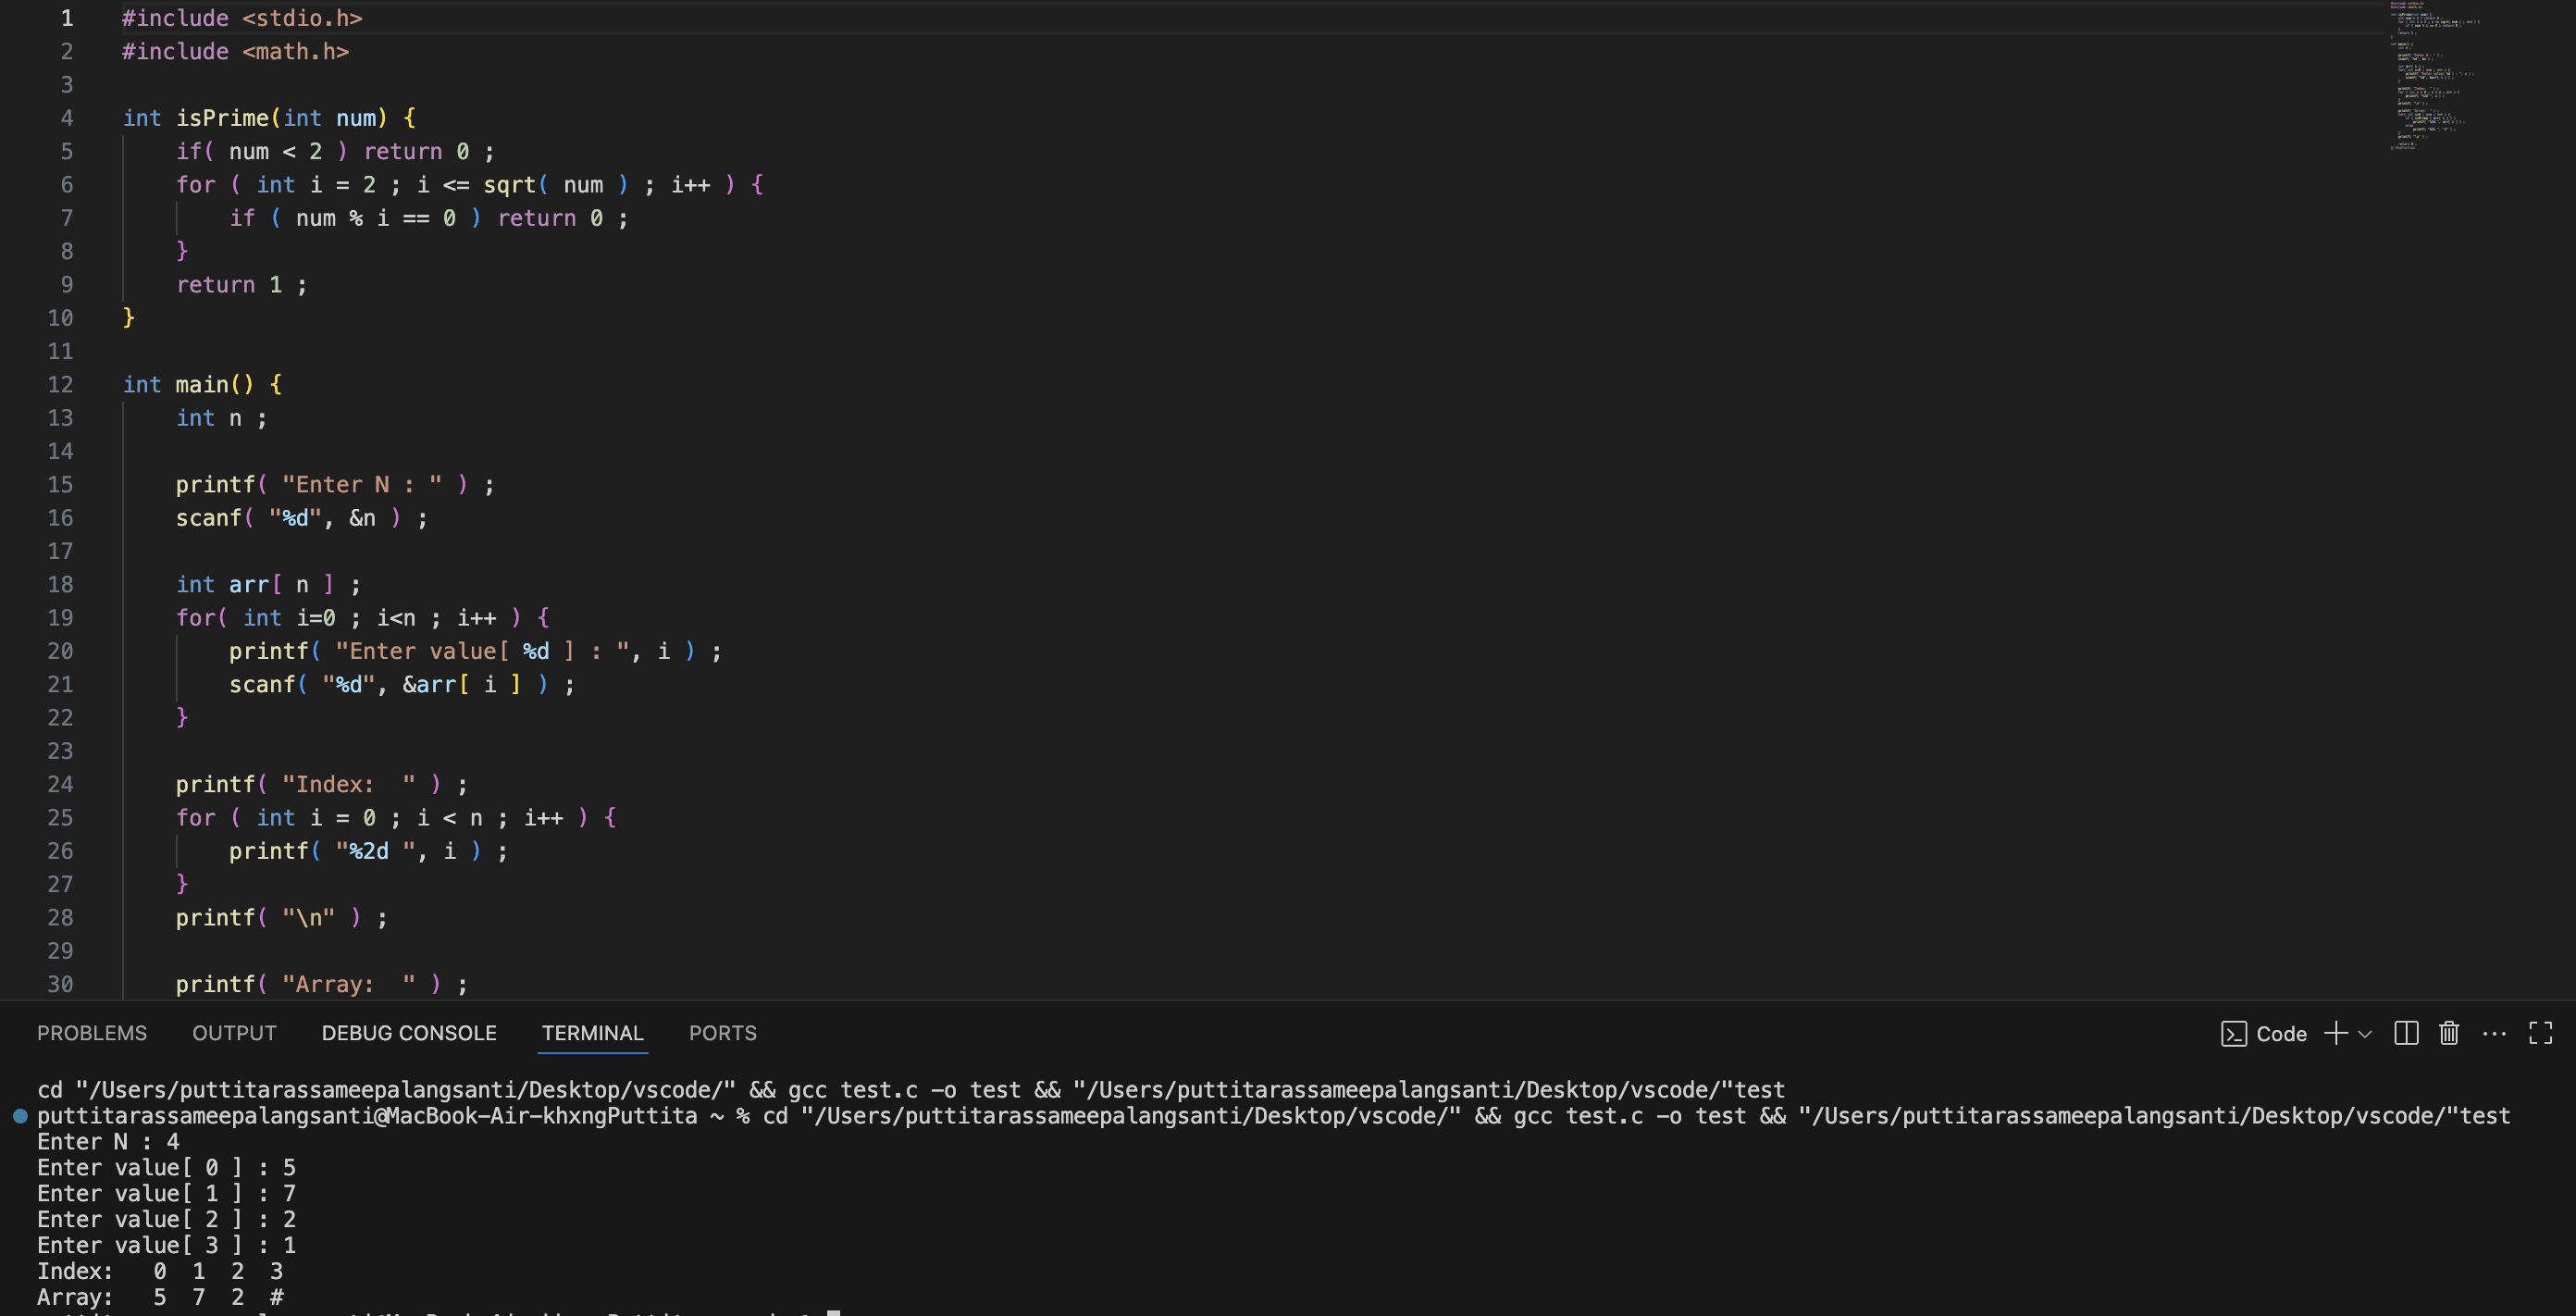 1 #include <stdio.h>
2 #include <math.h>
3
4 int isPrime(int num) {
5 if( num < 2 ) return 0 ;
6 for ( int i = 2 ; i <= sqrt( num ) ; i++ ) {
7 if ( num % i == 0 ) return 0 ;
8 }
9 return 1 ;
10 }
11
12 int main() {
13 int n ;
14
15 printf( "Enter N : " ) ;
16 scanf( "%d", &n ) ;
17
18 int arr[ n ] ;
19 for( int i=0 ; i<n ; i++ ) {
20 printf( "Enter value[ %d ] : ", i ) ;
21 scanf( "%d", &arr[ i ] ) ;
22 }
23
24 printf( "Index:  " ) ;
25 for ( int i = 0 ; i < n ; i++ ) {
26 printf( "%2d ", i ) ;
27 }
28 printf( "\n" ) ;
29
30 printf( "Array:  " ) ;
PROBLEMS OUTPUT DEBUG CONSOLE TERMINAL PORTS Code
cd "/Users/puttitarassameepalangsanti/Desktop/vscode/" && gcc test.c -o test && "/Users/puttitarassameepalangsanti/Desktop/vscode/"test
puttitarassameepalangsanti@MacBook-Air-khxngPuttita ~ % cd "/Users/puttitarassameepalangsanti/Desktop/vscode/" && gcc test.c -o test && "/Users/puttitarassameepalangsanti/Desktop/vscode/"test
Enter N : 4
Enter value[ 0 ] : 5
Enter value[ 1 ] : 7
Enter value[ 2 ] : 2
Enter value[ 3 ] : 1
Index:   0  1  2  3
Array:   5  7  2  #